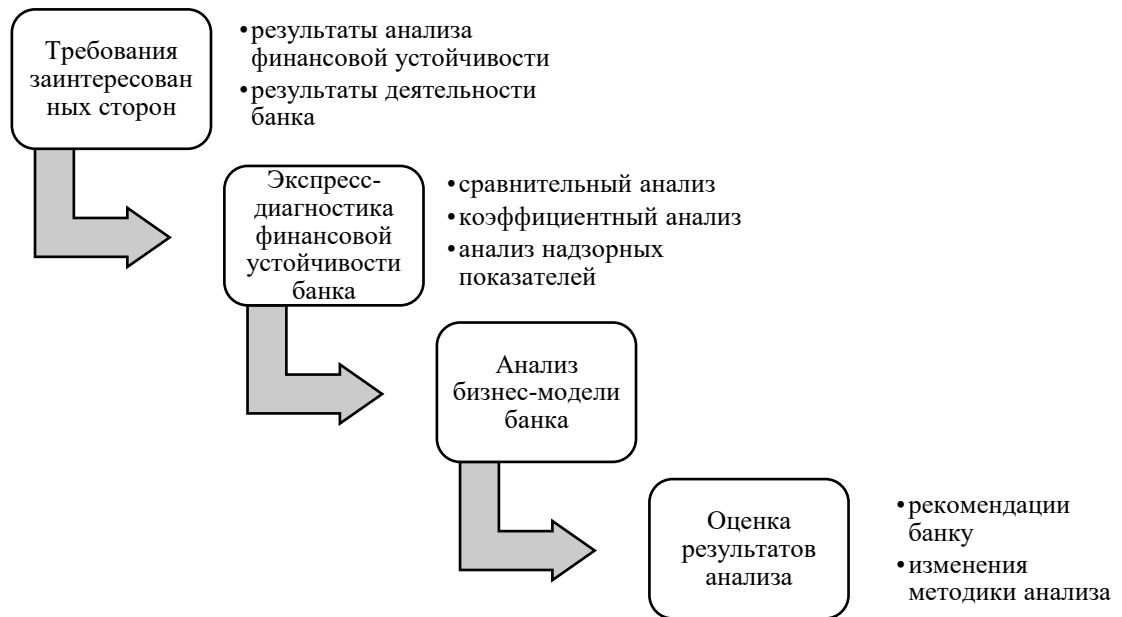 Требования
заинтересован
ных сторон
•результаты анализа
финансовой устойчивости
•результаты деятельности
банка
Экспресс-
диагностика
финансовой
устойчивости
банка
•сравнительный анализ
•коэффициентный анализ
•анализ надзорных
показателей
Анализ
бизнес-модели
банка
Оценка
результатов
анализа
•рекомендации
банку
•изменения
методики анализа